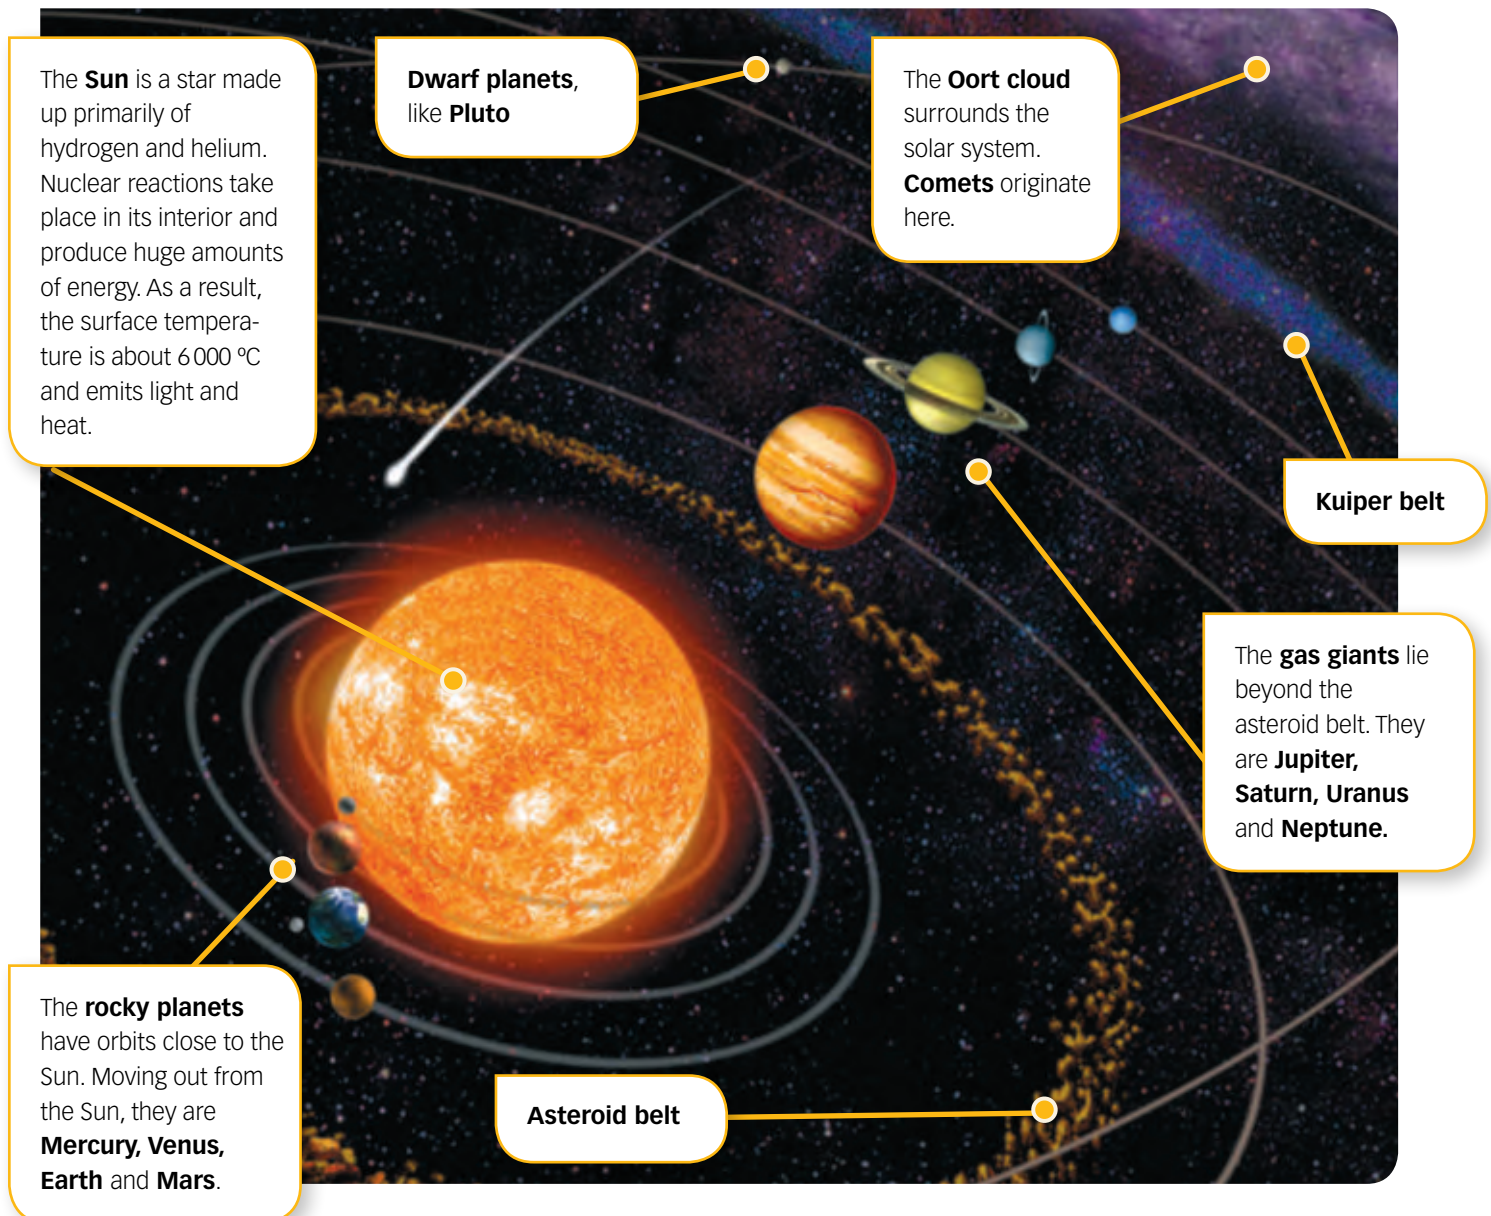 The Sun is a star made
up primarily of
hydrogen and helium.
Nuclear reactions take
place in its interior and
produce huge amounts
of energy. As a result,
the surface tempera-
ture is about 6 000 ºC
and emits light and
heat.
Dwarf planets,
like Pluto
The Oort cloud
surrounds the
solar system.
Comets originate
here.
Kuiper belt
The gas giants lie
beyond the
asteroid belt. They
are Jupiter,
Saturn, Uranus
and Neptune.
The rocky planets
have orbits close to the
Sun. Moving out from
the Sun, they are
Mercury, Venus,
Earth and Mars.
Asteroid belt